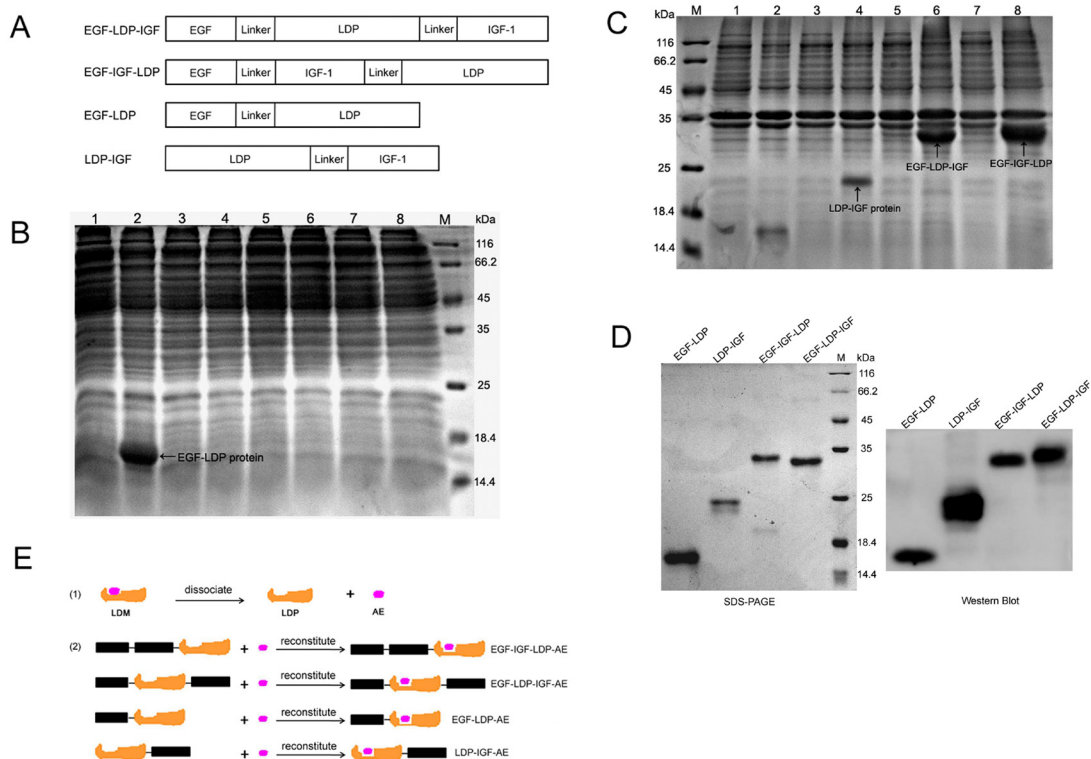 A
EGF-LDP-IGF EGF Linker LDP Linker IGF-1
EGF-IGF-LDP EGF Linker IGF-1 Linker LDP
EGF-LDP EGF Linker LDP
LDP-IGF LDP Linker IGF-1
B
1 2 3 4 5 6 7 8 M kDa
116
66.2
45
35
25
18.4
←EGF-LDP protein
14.4
C
kDa M 1 2 3 4 5 6 7 8
116
66.2
45
35
EGF-LDP-IGF EGF-IGF-LDP
25
LDP-IGF protein
18.4
14.4
D
EGF-LDP LDP-IGF EGF-IGF-LDP EGF-LDP-IGF M kDa
116
66.2
45
35
25
18.4
14.4
SDS-PAGE
EGF-LDP LDP-IGF EGF-IGF-LDP EGF-LDP-IGF
Western Blot
E
(1) dissociate +
LDM LDP AE
(2) + reconstitute EGF-IGF-LDP-AE
+ reconstitute EGF-LDP-IGF-AE
+ reconstitute EGF-LDP-AE
+ reconstitute LDP-IGF-AE